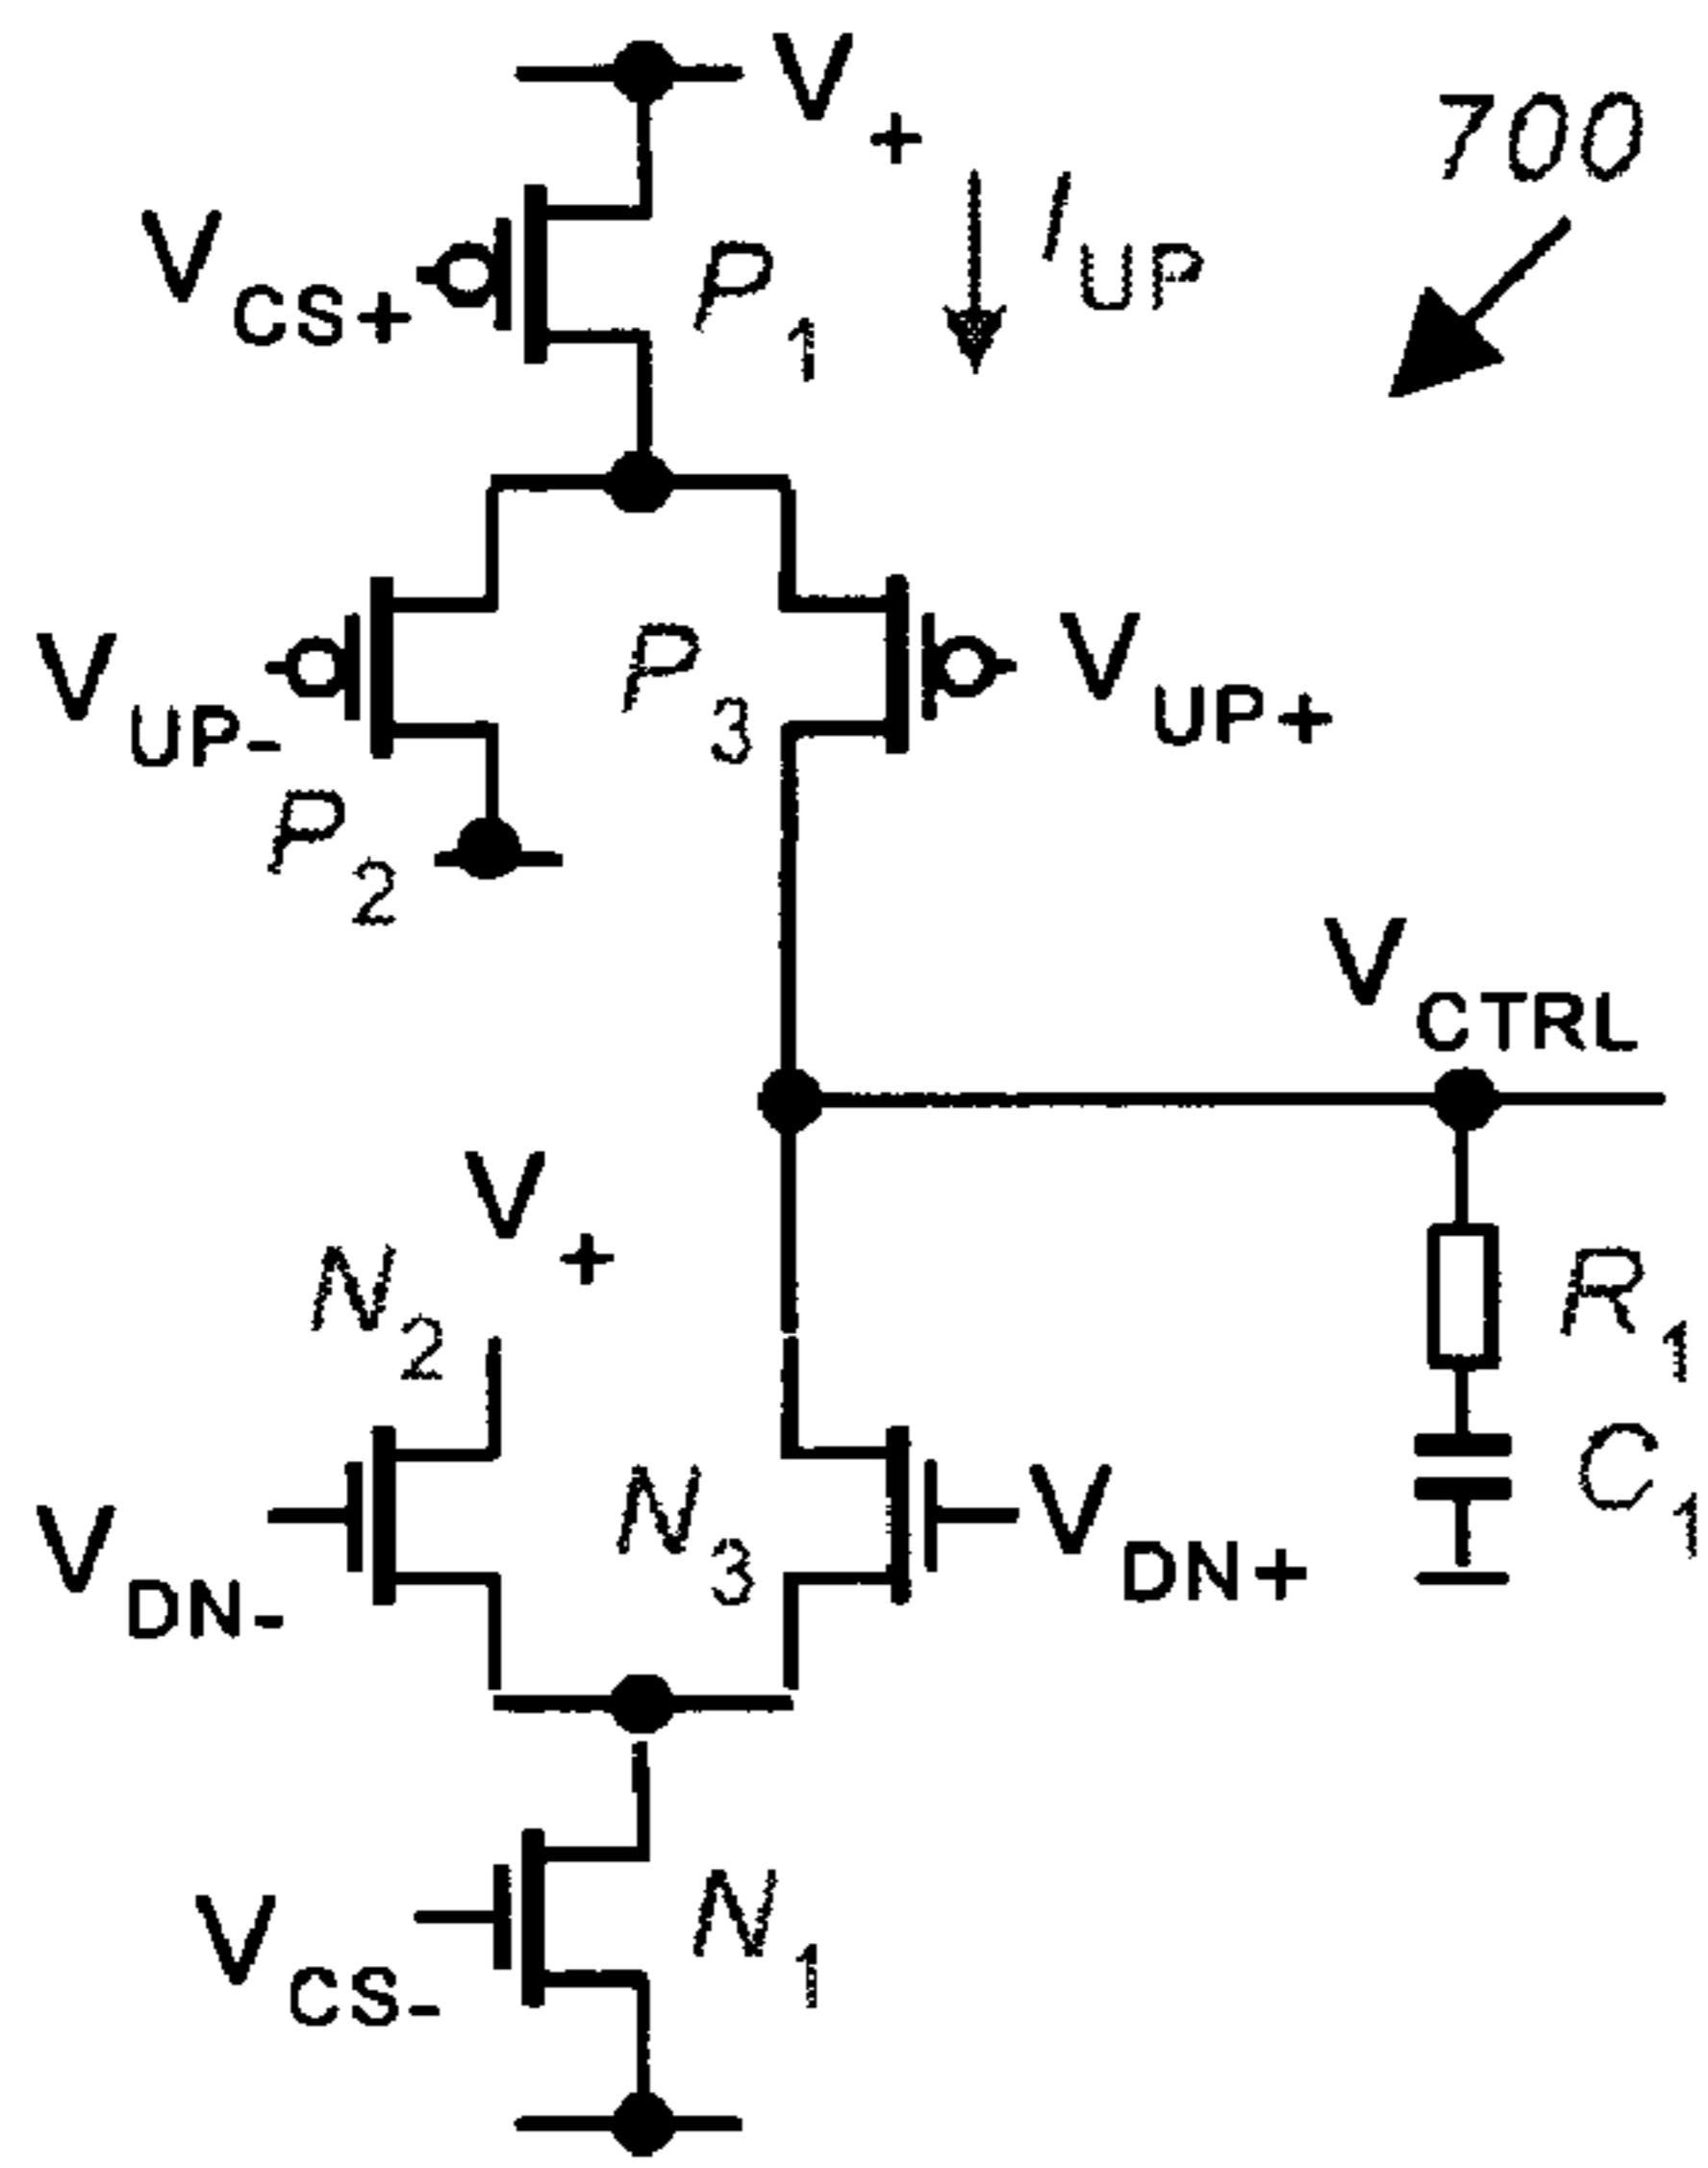 V+
700
IUP
VCS+
P1
VUP-
P3
VUP+
P2
VCTRL
V+
N2
R1
C1
VDN-
N3
VDN+
VCS-
N1